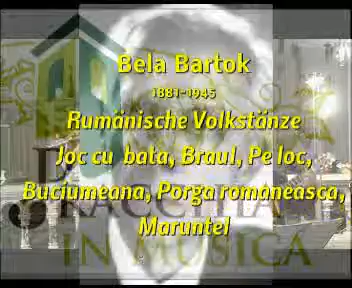 Bela Bartok
1881-1945
Rumänische Volkstänze
Joc cu bata, Braul, Pe loc,
Buciumeana, Porga romaneasca,
Maruntel
IN MUSICA